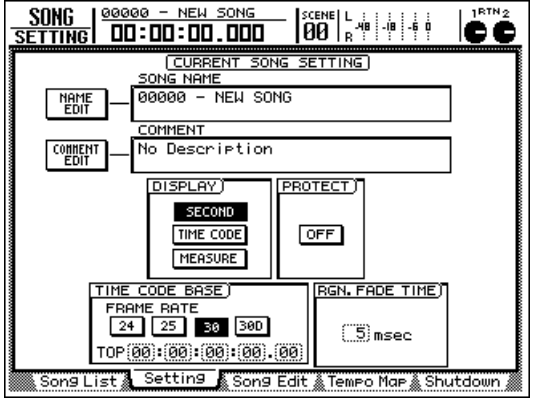 SONG SETTING
00000 - NEW SONG
00:00:00.000
SCENE 00
L R -48 -18 -6 0
1 RTN 2
CURRENT SONG SETTING
SONG NAME
NAME EDIT
00000 - NEW SONG
COMMENT
COMMENT EDIT
No Description
DISPLAY PROTECT
SECOND
TIME CODE OFF
MEASURE
TIME CODE BASE RGN. FADE TIME
FRAME RATE
24 25 30 30D
5 msec
TOP 00:00:00:00.00
Song List Setting Song Edit Tempo Map Shutdown